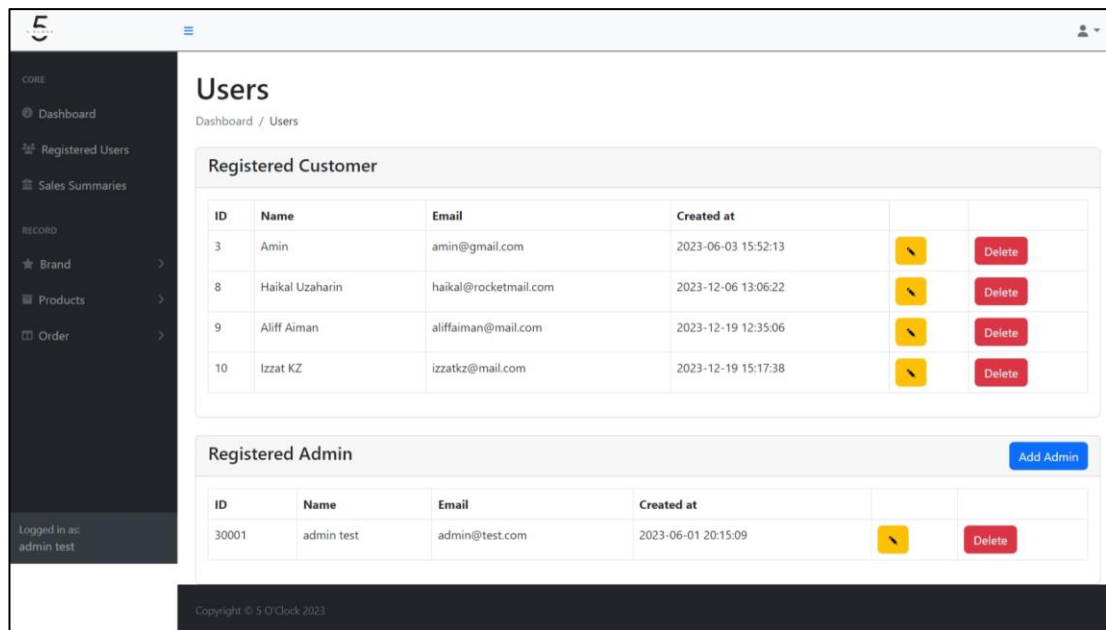 5
CORE
Dashboard
Registered Users
Sales Summaries
RECORD
Brand
Products
Order
Logged in as:
admin test
Users
Dashboard / Users
Registered Customer
ID Name Email Created at
3 Amin amin@gmail.com 2023-06-03 15:52:13 Delete
8 Haikal Uzaharin haikal@rocketmail.com 2023-12-06 13:06:22 Delete
9 Aliff Aiman aliffaiman@mail.com 2023-12-19 12:35:06 Delete
10 Izzat KZ izzatkz@mail.com 2023-12-19 15:17:38 Delete
Registered Admin Add Admin
ID Name Email Created at
30001 admin test admin@test.com 2023-06-01 20:15:09 Delete
Copyright © 5 O'Clock 2023